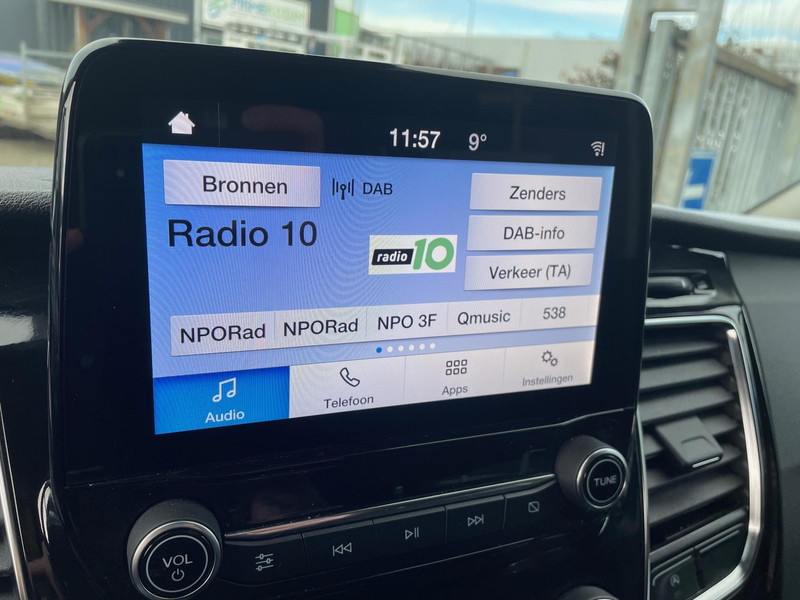 11:57 9°
Bronnen
DAB
Zenders
Radio 10
radio 10
DAB-info
Verkeer (TA)
NPORad
NPORad
NPO 3F
Qmusic
538
Audio
Telefoon
Apps
Instellingen
VOL
TUNE